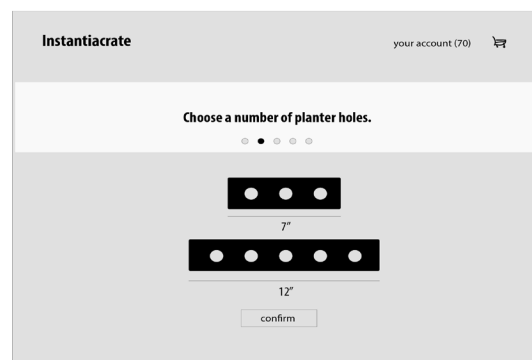 Instantiacrate
your account (70)
Choose a number of planter holes.
7"
12"
confirm